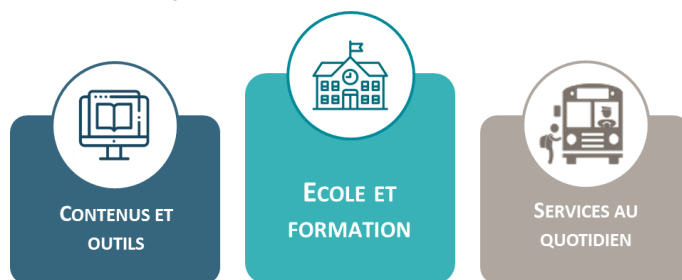 CONTENUS ET
OUTILS
ECOLE ET
FORMATION
SERVICES AU
QUOTIDIEN